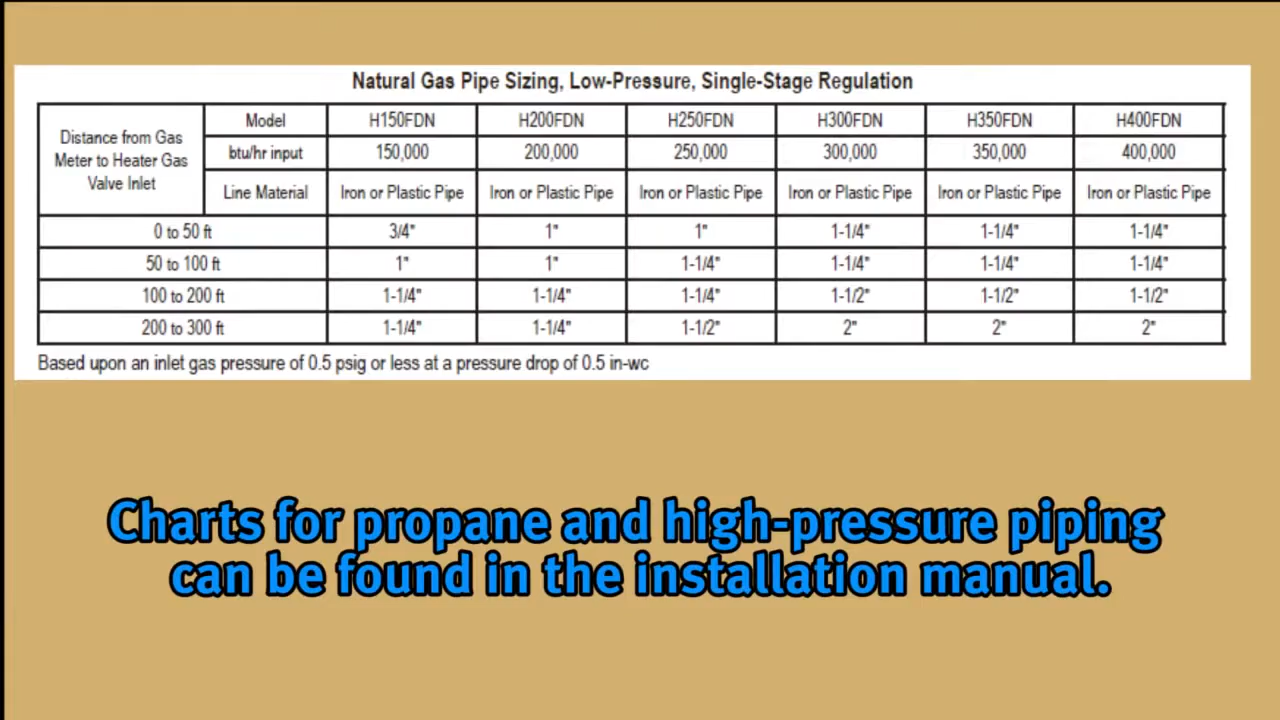 Natural Gas Pipe Sizing, Low-Pressure, Single-Stage Regulation
Distance from Gas Meter to Heater Gas Valve Inlet
Model H150FDN H200FDN H250FDN H300FDN H350FDN H400FDN
btu/hr input 150,000 200,000 250,000 300,000 350,000 400,000
Line Material Iron or Plastic Pipe Iron or Plastic Pipe Iron or Plastic Pipe Iron or Plastic Pipe Iron or Plastic Pipe Iron or Plastic Pipe
0 to 50 ft 3/4" 1" 1" 1-1/4" 1-1/4" 1-1/4"
50 to 100 ft 1" 1" 1-1/4" 1-1/4" 1-1/4" 1-1/4"
100 to 200 ft 1-1/4" 1-1/4" 1-1/4" 1-1/2" 1-1/2" 1-1/2"
200 to 300 ft 1-1/4" 1-1/4" 1-1/2" 2" 2" 2"
Based upon an inlet gas pressure of 0.5 psig or less at a pressure drop of 0.5 in-wc
Charts for propane and high-pressure piping
can be found in the installation manual.